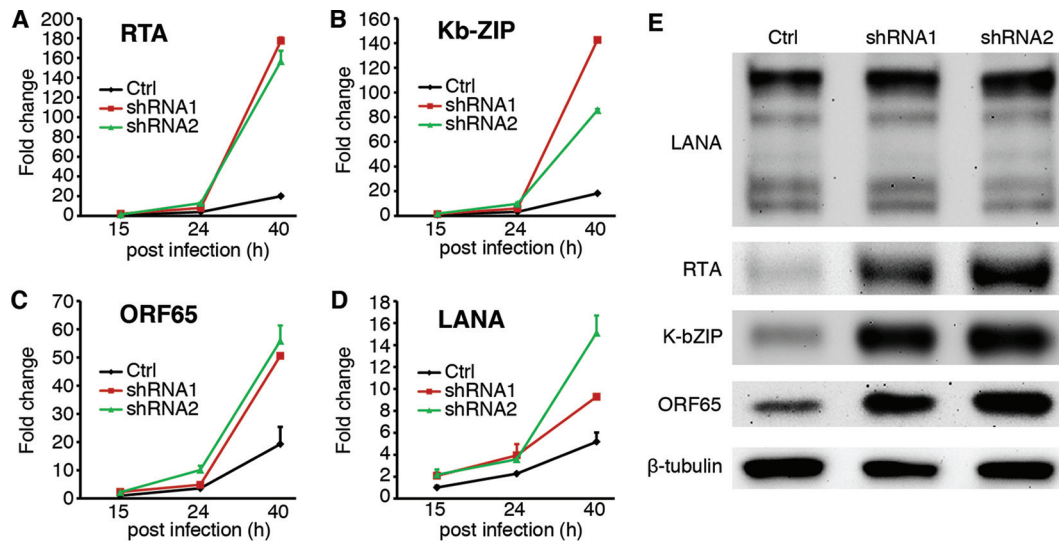 A
RTA
Fold change
200
180
160
140
120
100
80
60
40
20
0
Ctrl
shRNA1
shRNA2
15
24
40
post infection (h)
B
Kb-ZIP
Fold change
160
140
120
100
80
60
40
20
0
Ctrl
shRNA1
shRNA2
15
24
40
post infection (h)
C
ORF65
Fold change
70
60
50
40
30
20
10
0
Ctrl
shRNA1
shRNA2
15
24
40
post infection (h)
D
LANA
Fold change
18
16
14
12
10
8
6
4
2
0
Ctrl
shRNA1
shRNA2
15
24
40
post infection (h)
E
Ctrl shRNA1 shRNA2
LANA
RTA
K-bZIP
ORF65
β-tubulin